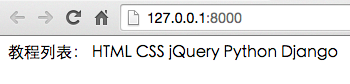 127.0.0.1:8000
教程列表： HTML CSS jQuery Python Django